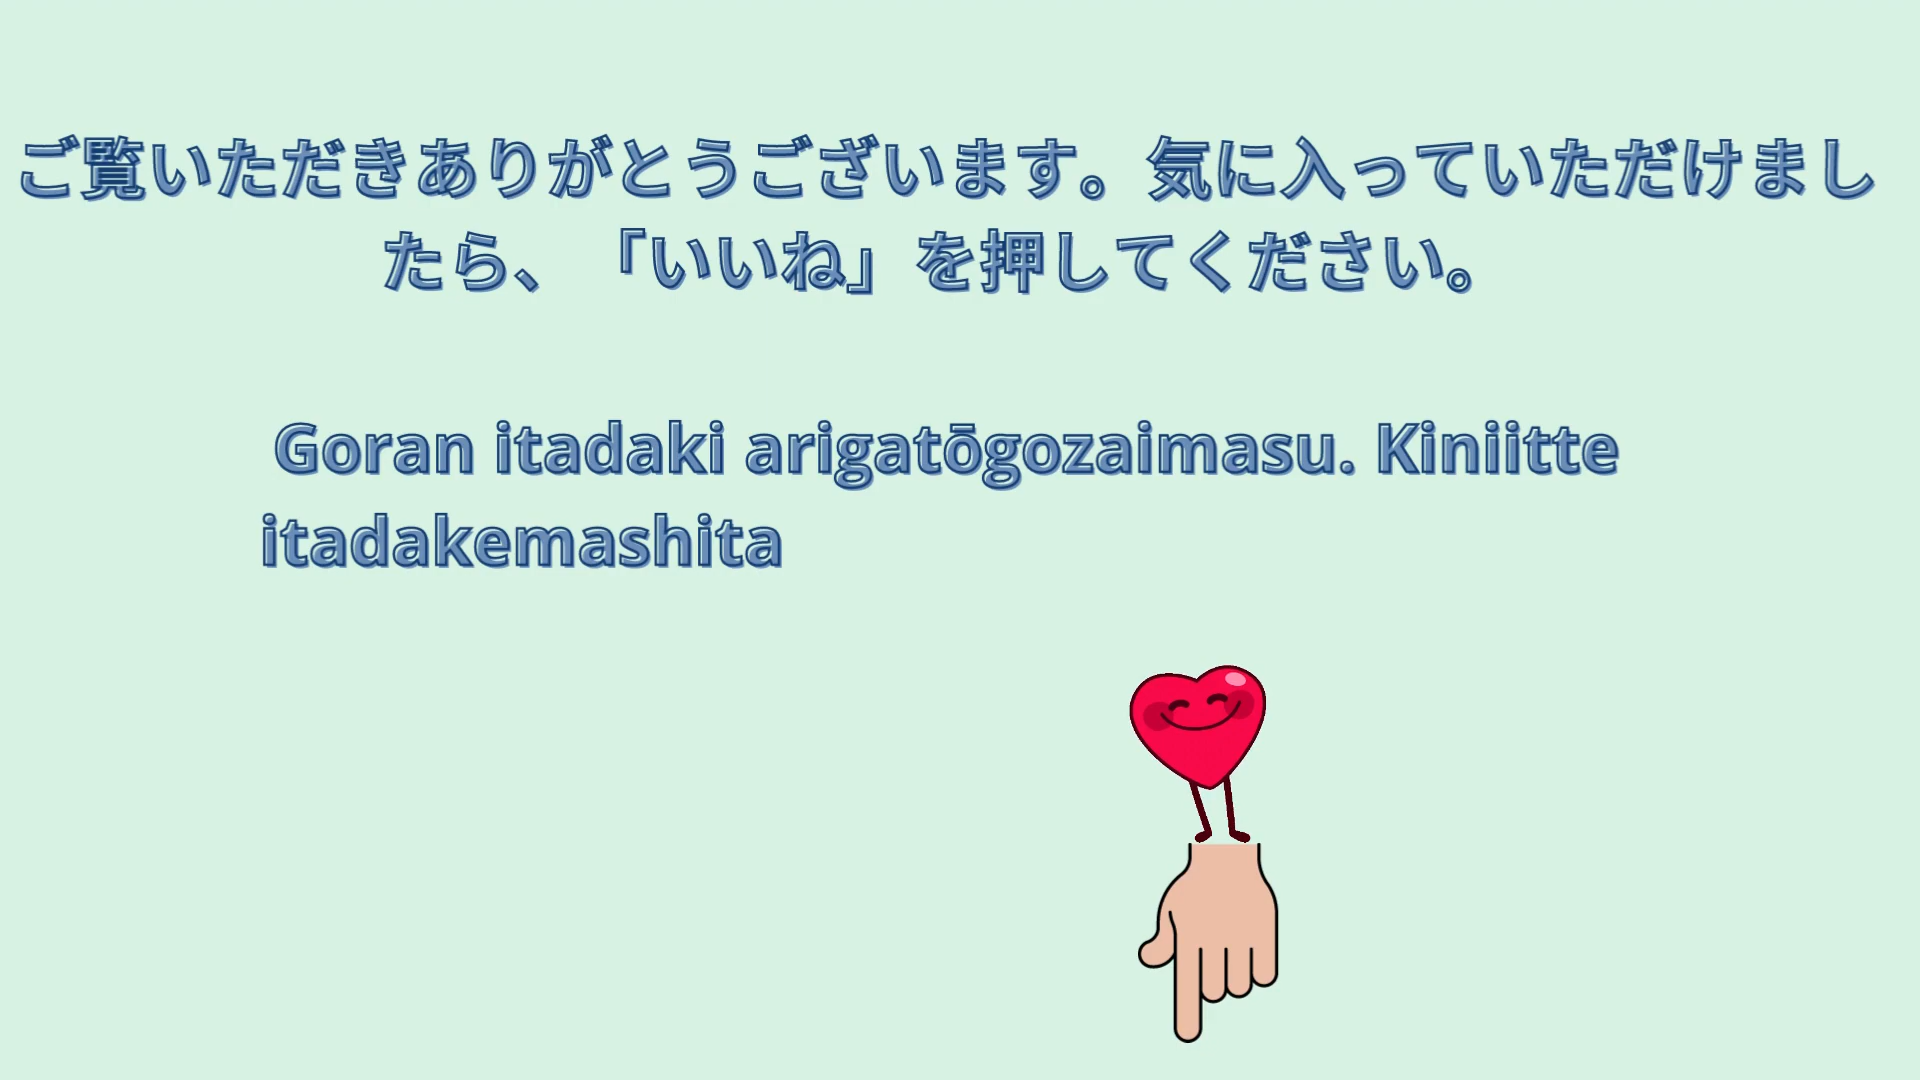 ご覧いただきありがとうございます。気に入っていただけまし
たら、「いいね」を押してください。
Goran itadaki arigatōgozaimasu. Kiniitte
itadakemashita